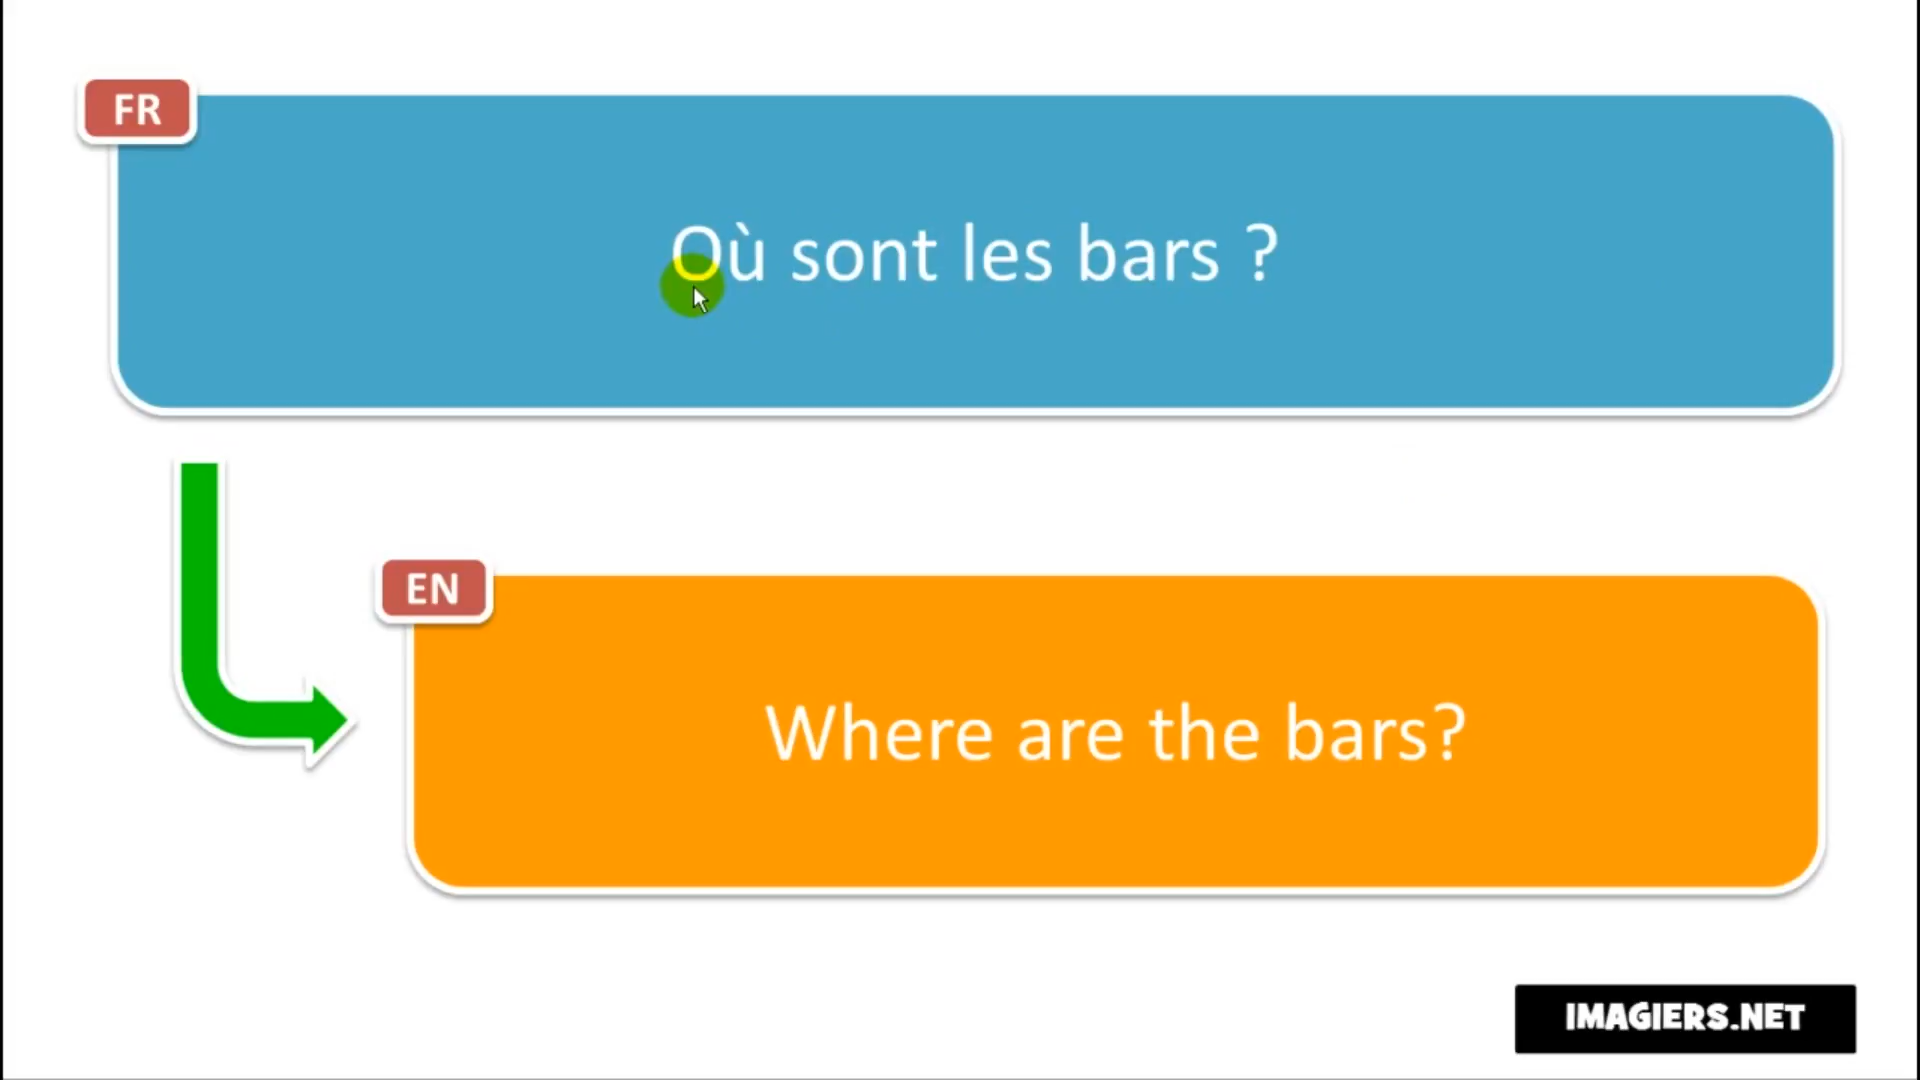 FR
Où sont les bars ?
EN
Where are the bars?
IMAGIERS.NET